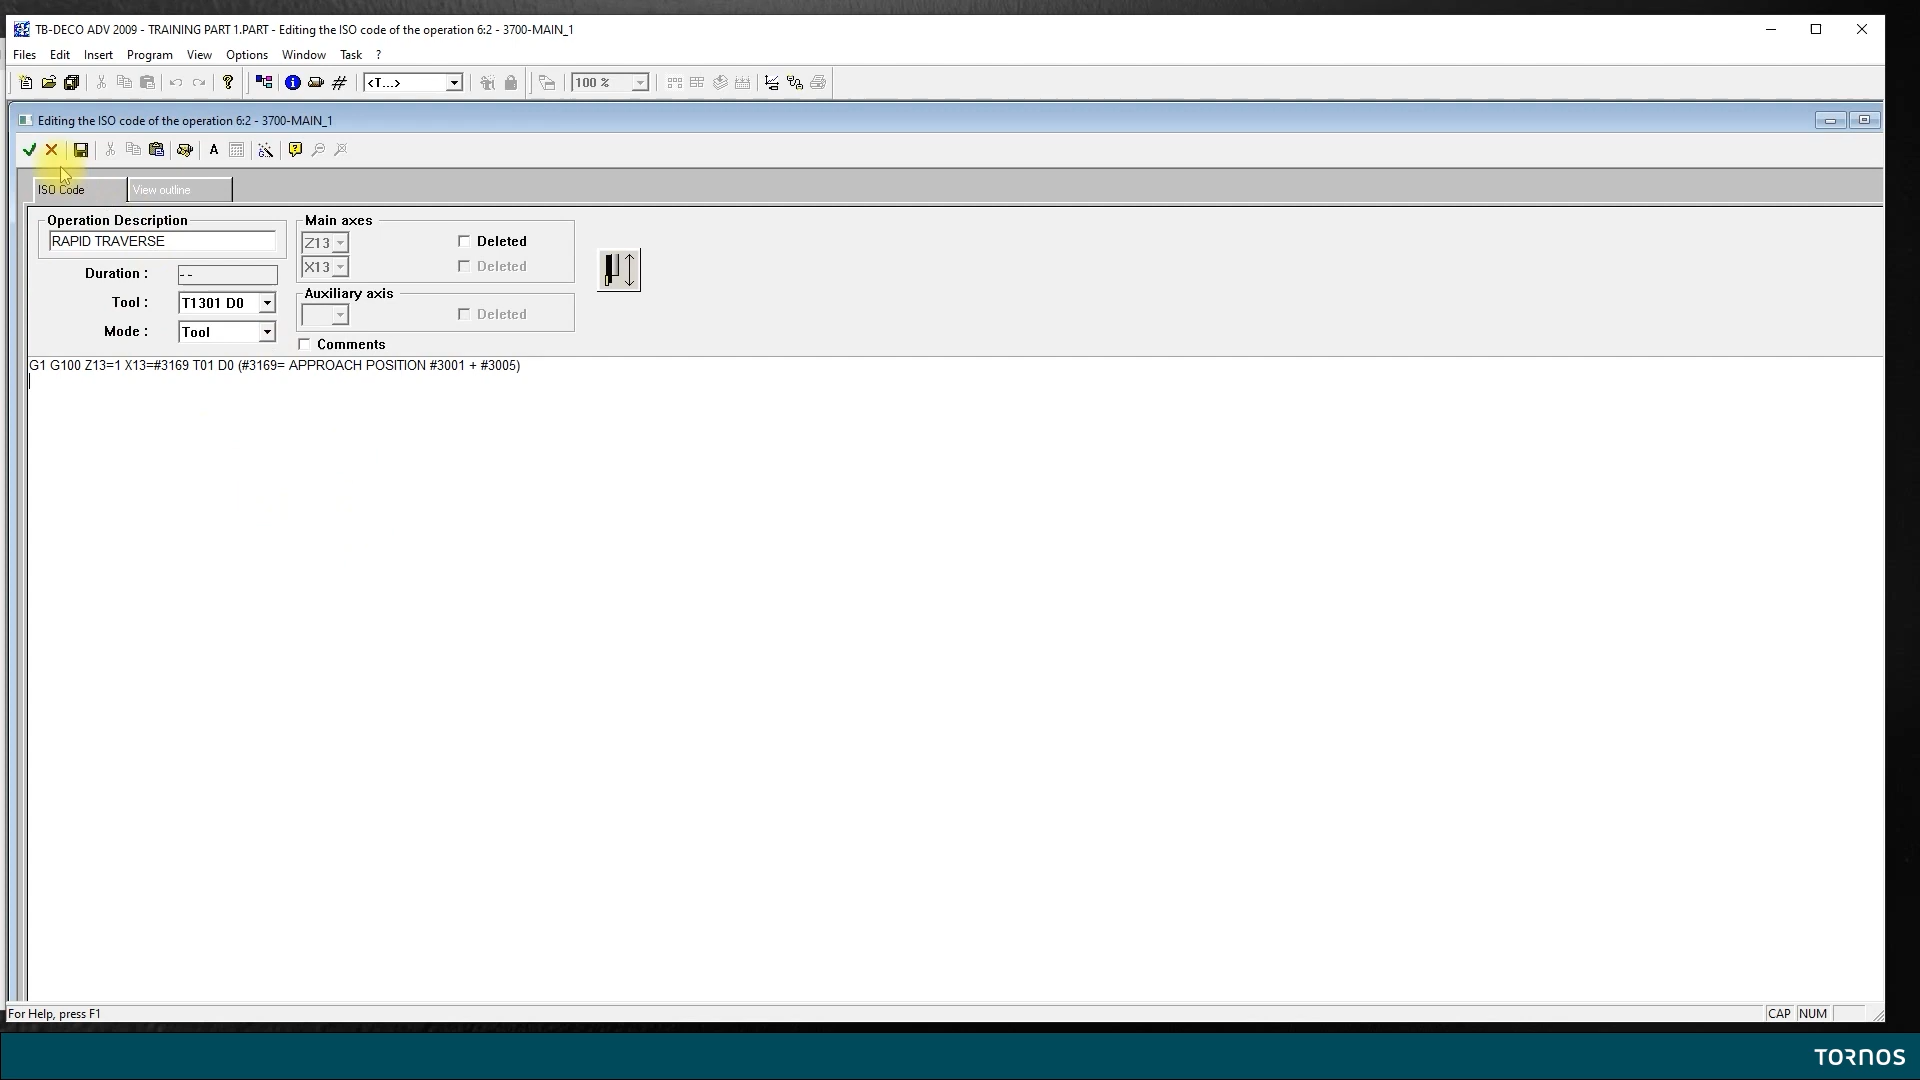 TB-DECO ADV 2009 - TRAINING PART 1.PART - Editing the ISO code of the operation 6:2 - 3700-MAIN_1
Files Edit Insert Program View Options Window Task ?
<T...> 100 %
Editing the ISO code of the operation 6:2 - 3700-MAIN_1
ISO Code View outline
Operation Description Main axes
RAPID TRAVERSE Z13 Deleted
X13 Deleted
Duration : --
Auxiliary axis
Tool : T1301 D0 Deleted
Mode : Tool
Comments
G1 G100 Z13=1 X13=#3169 T01 D0 (#3169= APPROACH POSITION #3001 + #3005)
For Help, press F1 CAP NUM
TORNOS